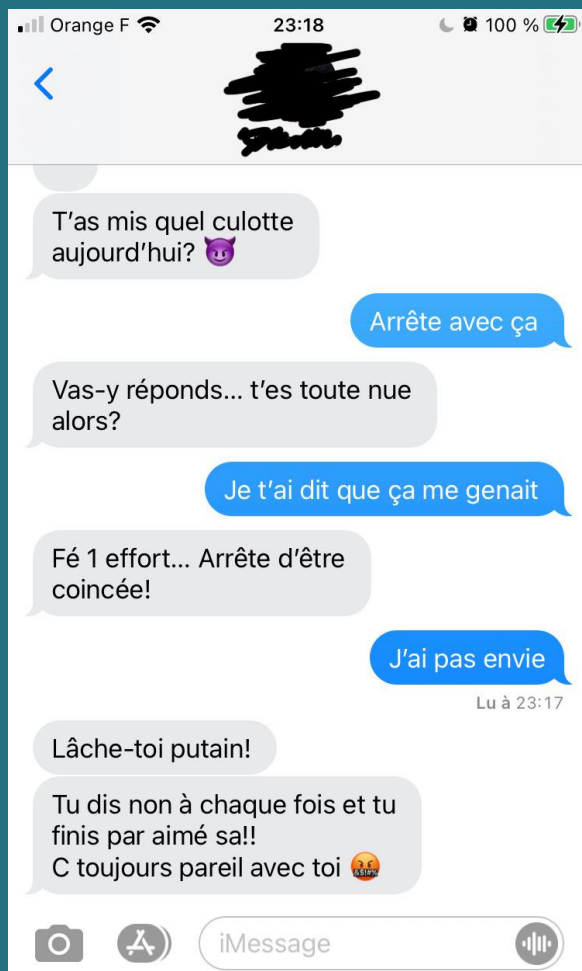 Orange F 23:18 100 %
T'as mis quel culotte
aujourd'hui? 😈
Arrête avec ça
Vas-y réponds... t'es toute nue
alors?
Je t'ai dit que ça me genait
Fé 1 effort... Arrête d'être
coincée!
J'ai pas envie
Lu à 23:17
Lâche-toi putain!
Tu dis non à chaque fois et tu
finis par aimé sa!!
C toujours pareil avec toi 🤬
iMessage